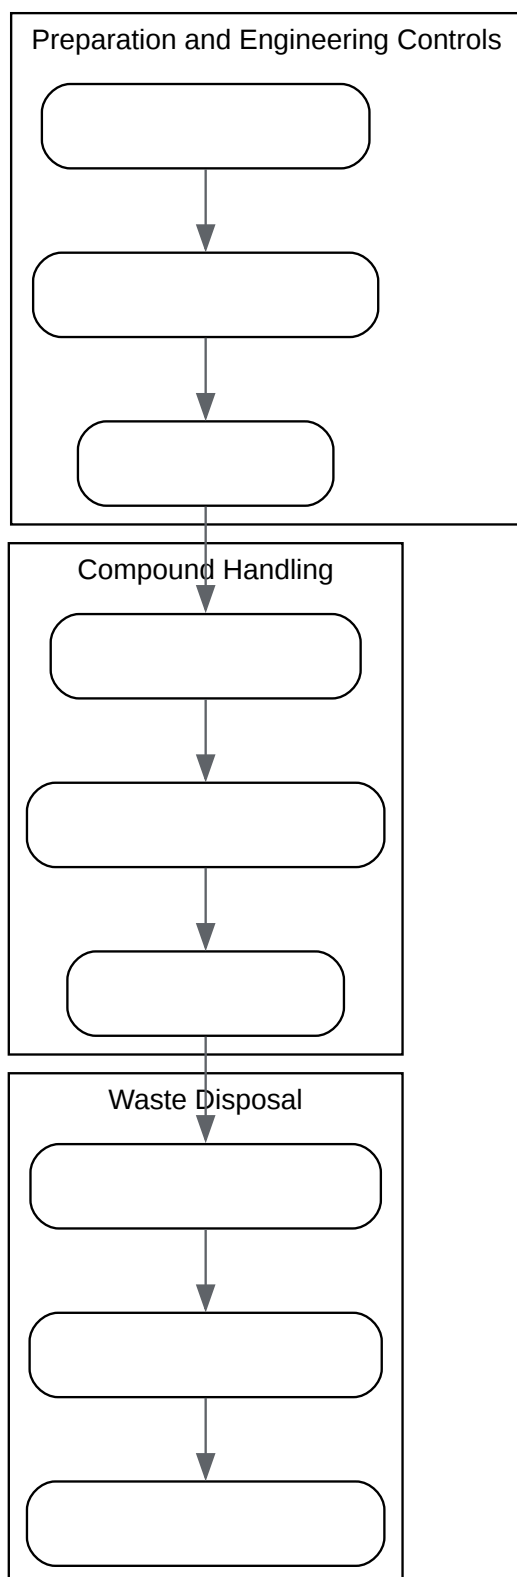 Preparation and Engineering Controls
Compound Handling
Waste Disposal